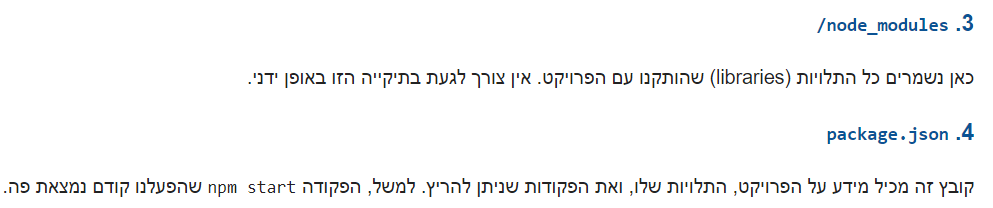 3. /node_modules
כאן נשמרים כל התלויות (libraries) שהותקנו עם הפרויקט. אין צורך לגעת בתיקייה הזו באופן ידני.
4. package.json
קובץ זה מכיל מידע על הפרויקט, התלויות שלו, ואת הפקודות שניתן להריץ. למשל, הפקודה npm start שהפעלנו קודם נמצאת פה.